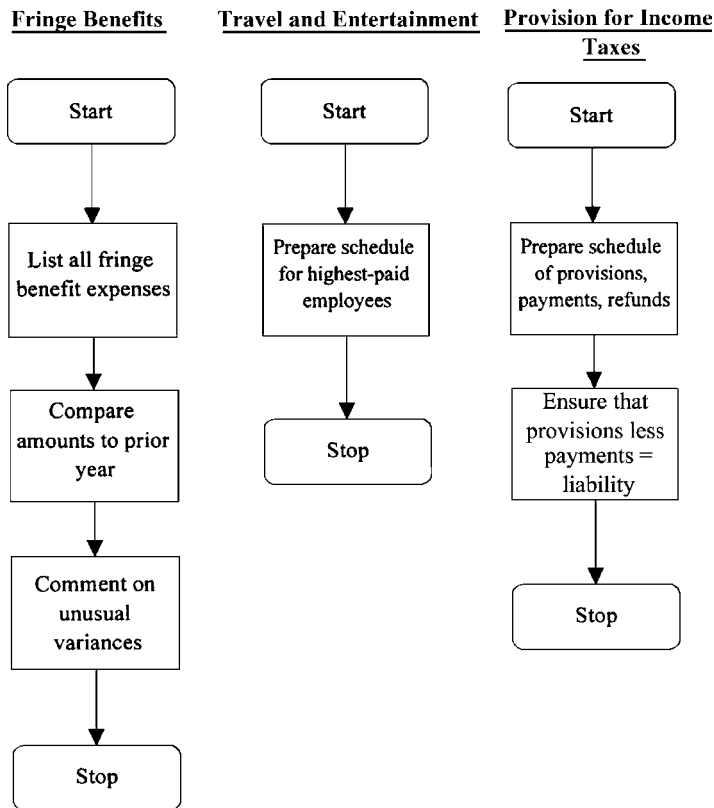 Fringe Benefits
Start
List all fringe
benefit expenses
Compare
amounts to prior
year
Comment on
unusual
variances
Stop
Travel and Entertainment
Start
Prepare schedule
for highest-paid
employees
Stop
Provision for Income
Taxes
Start
Prepare schedule
of provisions,
payments, refunds
Ensure that
provisions less
payments =
liability
Stop